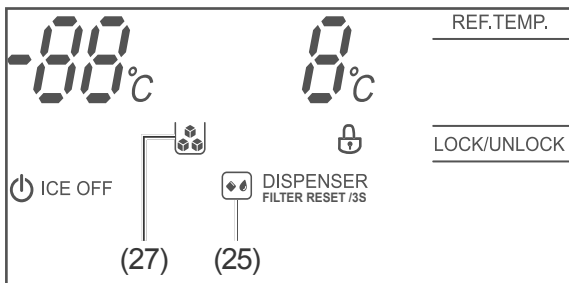 REF.TEMP.
-88°C 8°C
LOCK/UNLOCK
ICE OFF
DISPENSER
FILTER RESET /3S
(27) (25)